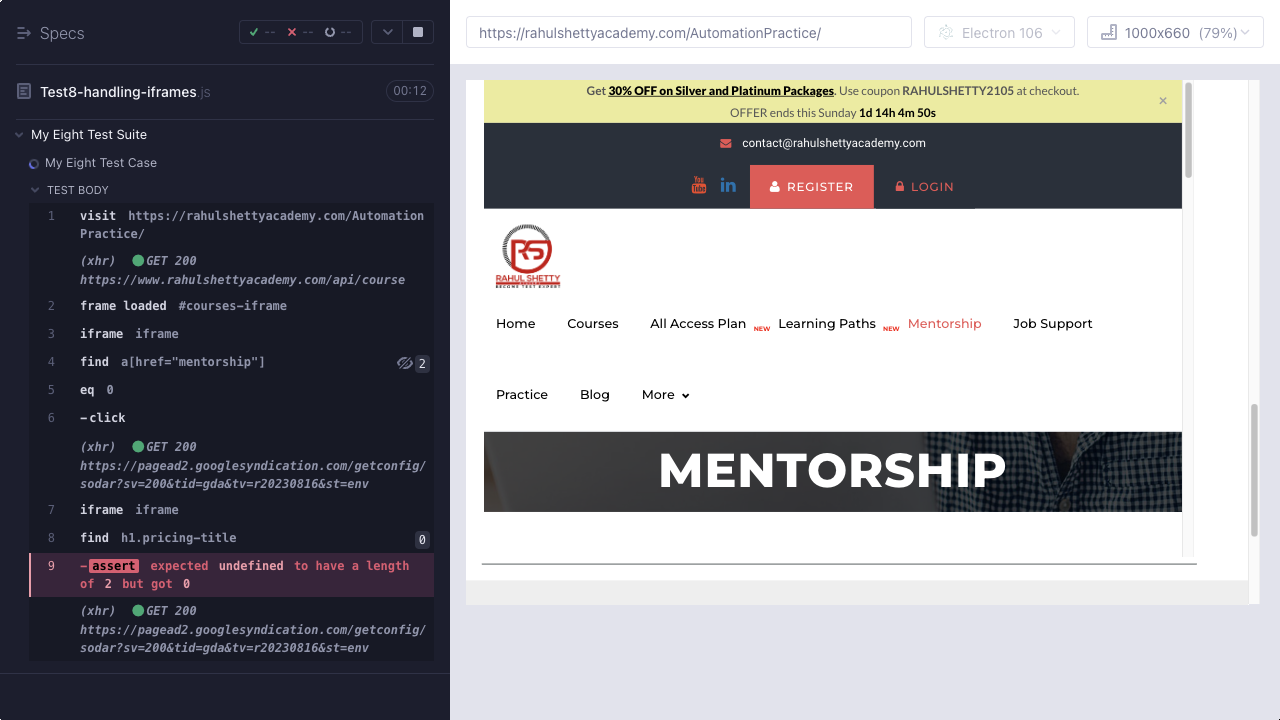 Specs
--
--
--
Test8-handling-iframes.js
00:12
My Eight Test Suite
My Eight Test Case
TEST BODY
1 visit https://rahulshettyacademy.com/Automation
Practice/
(xhr) GET 200
https://www.rahulshettyacademy.com/api/course
2 frame loaded #courses-iframe
3 iframe iframe
4 find a[href="mentorship"] 2
5 eq 0
6 -click
(xhr) GET 200
https://pagead2.googlesyndication.com/getconfig/
sodar?sv=200&tid=gda&tv=r20230816&st=env
7 iframe iframe
8 find h1.pricing-title 0
9 -assert expected undefined to have a length
of 2 but got 0
(xhr) GET 200
https://pagead2.googlesyndication.com/getconfig/
sodar?sv=200&tid=gda&tv=r20230816&st=env
https://rahulshettyacademy.com/AutomationPractice/
Electron 106
1000x660 (79%)
Get 30% OFF on Silver and Platinum Packages. Use coupon RAHULSHETTY2105 at checkout.
OFFER ends this Sunday 1d 14h 4m 50s
×
contact@rahulshettyacademy.com
You Tube in REGISTER LOGIN
RS
RAHUL SHETTY
BECOME TEST EXPERT
Home Courses All Access Plan NEW Learning Paths NEW Mentorship Job Support
Practice Blog More
MENTORSHIP